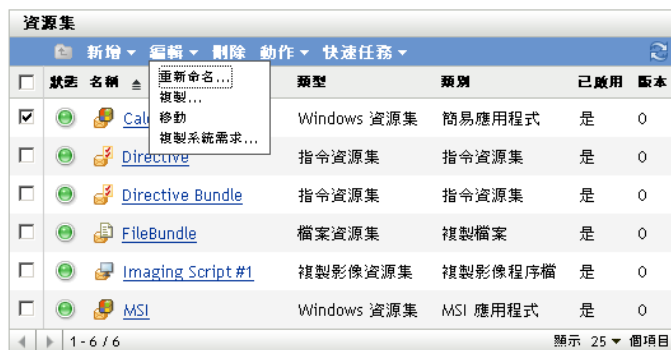 資源集
新增 編輯 刪除 動作 快速任務
狀態 名稱 類型 類別 已啟用 版本
重新命名...
複製...
移動
複製系統需求...
Windows 資源集 簡易應用程式 是 0
Directive 指令資源集 指令資源集 是 0
Directive Bundle 指令資源集 指令資源集 是 0
FileBundle 檔案資源集 複製檔案 是 0
Imaging Script #1 複製影像資源集 複製影像程序檔 是 0
MSI Windows 資源集 MSI 應用程式 是 0
1 - 6 / 6 顯示 25 個項目